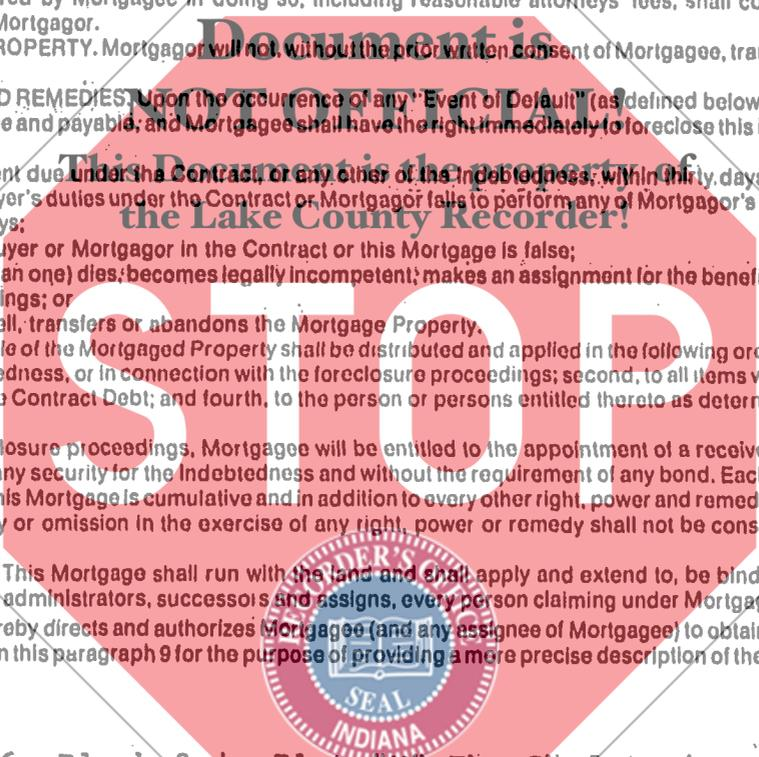 ed by Mortgagee in doing so, including reasonable attorneys' fees, shall co
Mortgagor.
Document is
ROPERTY. Mortgagor will not, without the prior written consent of Mortgagee, tra
NOT OFFICIAL!
D REMEDIES. Upon the occurrence of any "Event of Default" (as defined below
e and payable, and Mortgagee shall have the right immediately to foreclose this
This Document is the property of
ent due under the Contract, or any other of the Indebtedness, within thirty days
yer's duties under the Contract or Mortgagor fails to perform any of Mortgagor's
the Lake County Recorder!
ys;
uyer or Mortgagor in the Contract or this Mortgage is false;
an one) dies, becomes legally incompetent, makes an assignment for the benef
ings; or
ell, transfers or abandons the Mortgage Property.
STOP
le of the Mortgaged Property shall be distributed and applied in the following or
edness, or in connection with the foreclosure proceedings; second, to all items
Contract Debt; and fourth, to the person or persons entitled thereto as determ
losure proceedings, Mortgagee will be entitled to the appointment of a receive
ny security for the Indebtedness and without the requirement of any bond. Eac
his Mortgage is cumulative and in addition to every other right, power and remed
y or omission in the exercise of any right, power or remedy shall not be cons
This Mortgage shall run with the land and shall apply and extend to, be bind
administrators, successors and assigns, every person claiming under Mortga
reby directs and authorizes Mortgagee (and any assignee of Mortgagee) to obtai
n this paragraph 9 for the purpose of providing a more precise description of the
SEAL
INDIANA